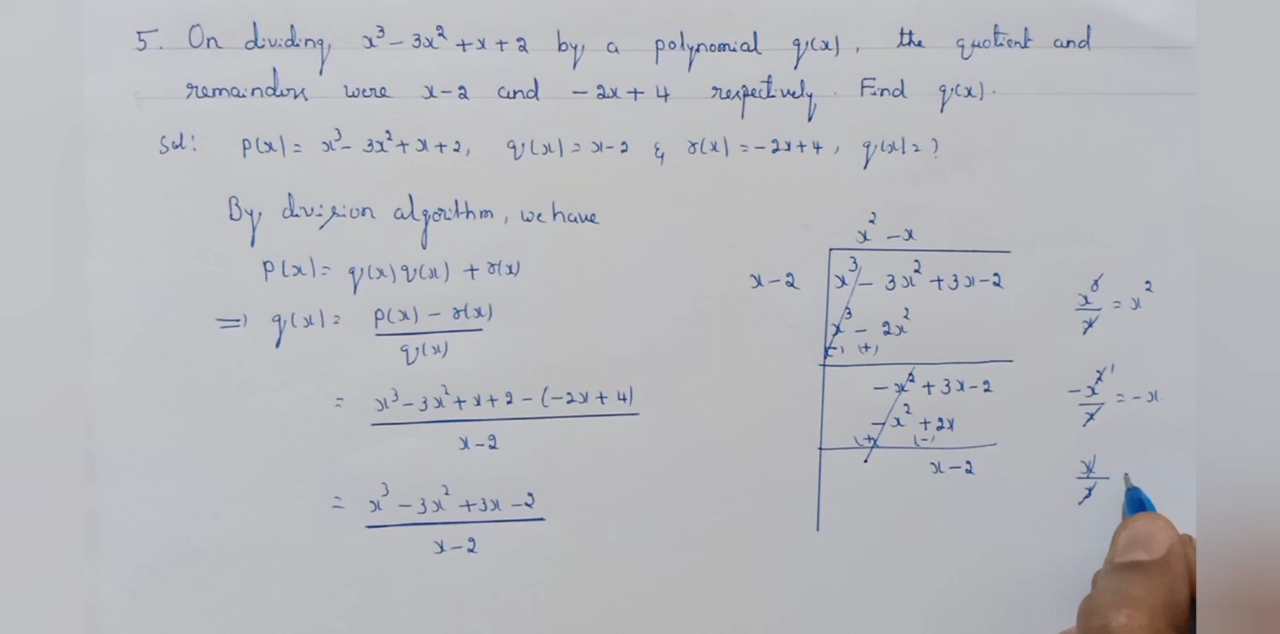 5. On dividing x³ - 3x² + x + 2 by a polynomial g(x), the quotient and
remainders were x-2 and -2x+4 respectively. Find g(x).
Sol: p(x) = x³ - 3x² + x + 2, q(x) = x-2 & r(x) = -2x+4, g(x) = ?
By division algorithm, we have
p(x) = g(x) q(x) + r(x)
⇒ g(x) = p(x) - r(x)
q(x)
= x³ - 3x² + x + 2 - (-2x + 4)
x-2
= x³ - 3x² + 3x - 2
x-2
x² - x
x-2 x³ - 3x² + 3x - 2
x³ - 2x²
(-) (+)
-x² + 3x - 2
-x² + 2x
(+) (-)
x-2
x³/x = x²
-x²/x = -x
x/x